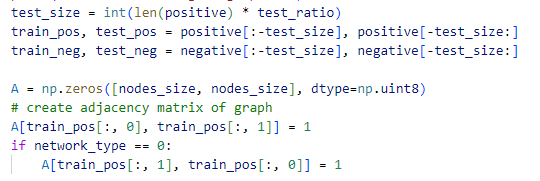 test_size = int(len(positive) * test_ratio)
train_pos, test_pos = positive[:-test_size], positive[-test_size:]
train_neg, test_neg = negative[:-test_size], negative[-test_size:]

A = np.zeros([nodes_size, nodes_size], dtype=np.uint8)
# create adjacency matrix of graph
A[train_pos[:, 0], train_pos[:, 1]] = 1
if network_type == 0:
    A[train_pos[:, 1], train_pos[:, 0]] = 1